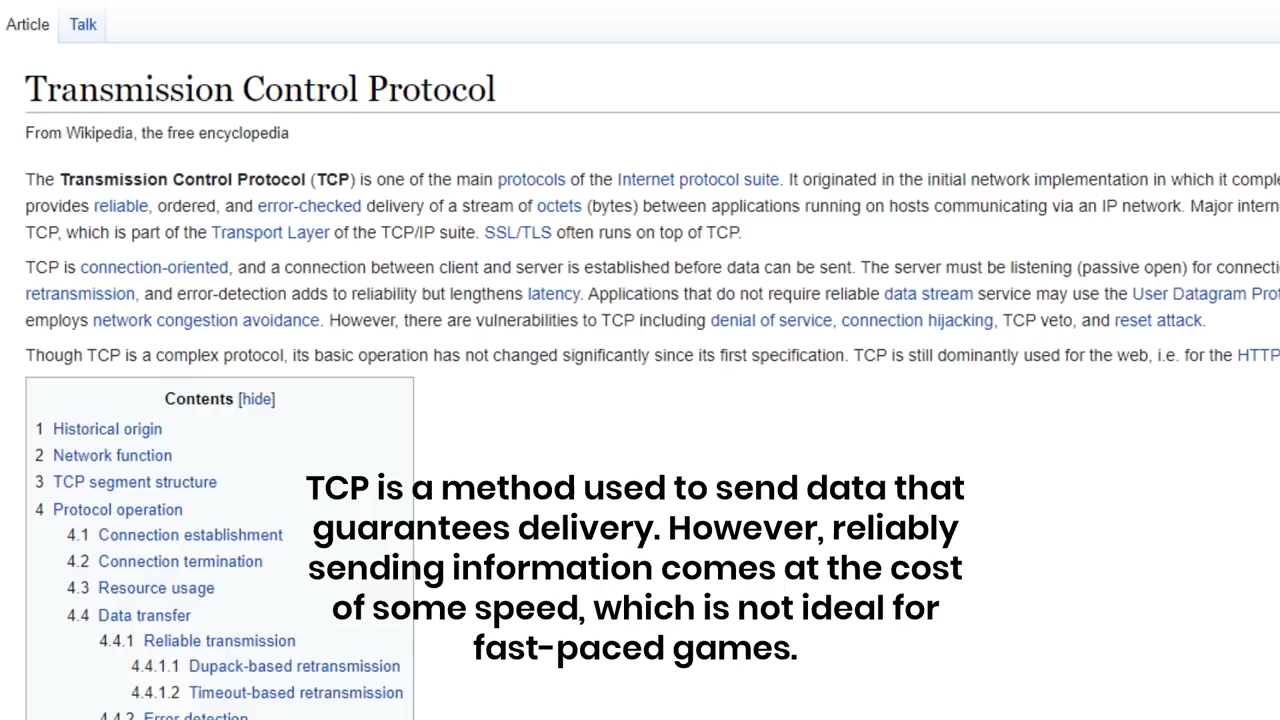 Article Talk
Transmission Control Protocol
From Wikipedia, the free encyclopedia
The Transmission Control Protocol (TCP) is one of the main protocols of the Internet protocol suite. It originated in the initial network implementation in which it
provides reliable, ordered, and error-checked delivery of a stream of octets (bytes) between applications running on hosts communicating via an IP network. Major
TCP, which is part of the Transport Layer of the TCP/IP suite. SSL/TLS often runs on top of TCP.
TCP is connection-oriented, and a connection between client and server is established before data can be sent. The server must be listening (passive open) for
retransmission, and error-detection adds to reliability but lengthens latency. Applications that do not require reliable data stream service may use the User Datagram
employs network congestion avoidance. However, there are vulnerabilities to TCP including denial of service, connection hijacking, TCP veto, and reset attack.
Though TCP is a complex protocol, its basic operation has not changed significantly since its first specification. TCP is still dominantly used for the web, i.e. for the HTTP
Contents [hide]
1 Historical origin
2 Network function
3 TCP segment structure
4 Protocol operation
4.1 Connection establishment
4.2 Connection termination
4.3 Resource usage
4.4 Data transfer
4.4.1 Reliable transmission
4.4.1.1 Dupack-based retransmission
4.4.1.2 Timeout-based retransmission
4.4.2 Error detection
TCP is a method used to send data that
guarantees delivery. However, reliably
sending information comes at the cost
of some speed, which is not ideal for
fast-paced games.